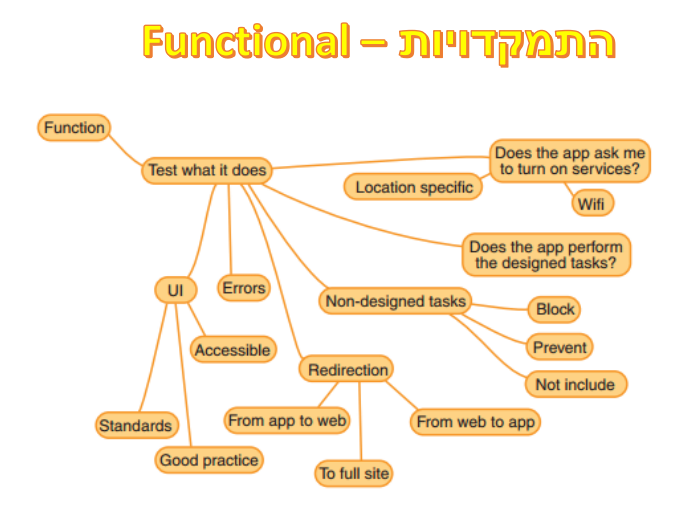 התמקדויות – Functional
Function
Test what it does
Does the app ask me
to turn on services?
Location specific
Wifi
Does the app perform
the designed tasks?
UI
Errors
Non-designed tasks
Block
Accessible
Prevent
Redirection
Not include
Standards
From app to web
From web to app
Good practice
To full site